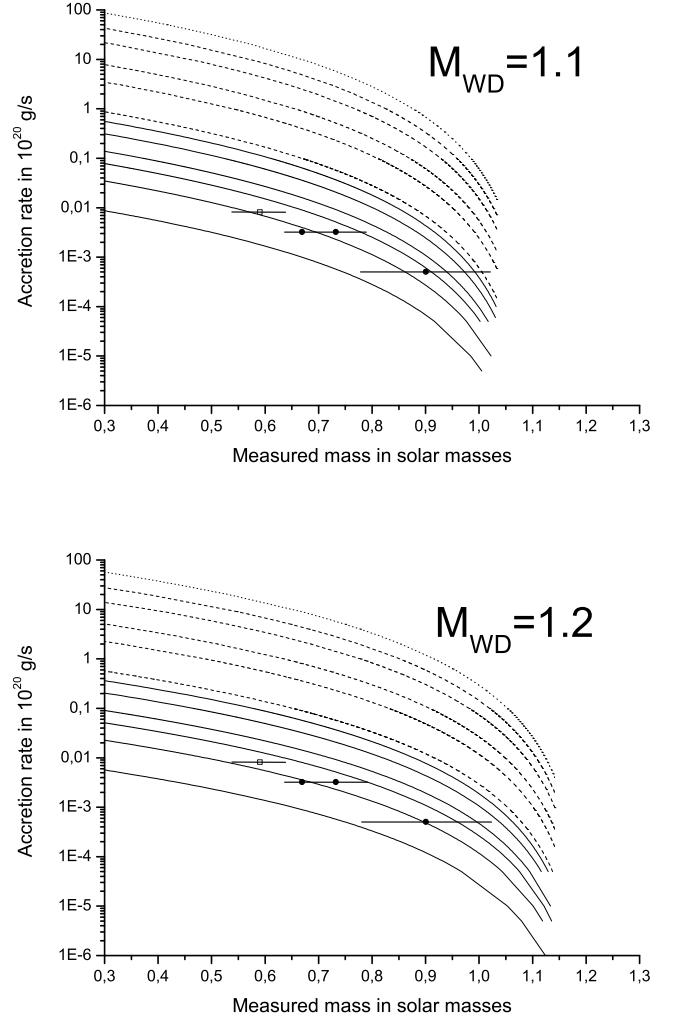 100
10
1
0,1
0,01
1E-3
1E-4
1E-5
1E-6
Accretion rate in 10²⁰ g/s
M_WD=1.1
0,3 0,4 0,5 0,6 0,7 0,8 0,9 1,0 1,1 1,2 1,3
Measured mass in solar masses
100
10
1
0,1
0,01
1E-3
1E-4
1E-5
1E-6
Accretion rate in 10²⁰ g/s
M_WD=1.2
0,3 0,4 0,5 0,6 0,7 0,8 0,9 1,0 1,1 1,2 1,3
Measured mass in solar masses